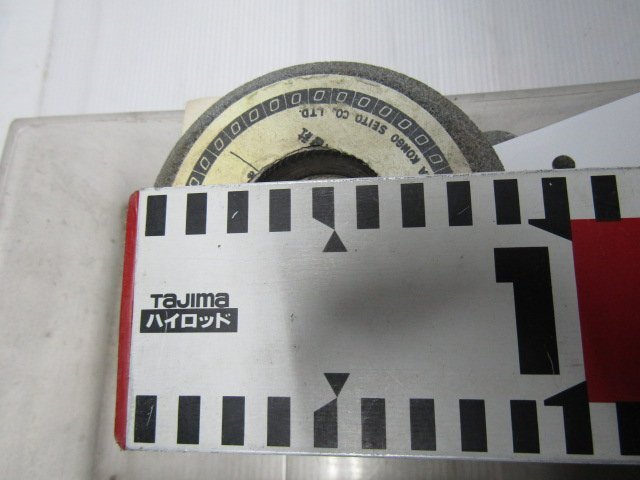 KONGO SEITO CO., LTD.
TAJIMA
ハイロッド
1